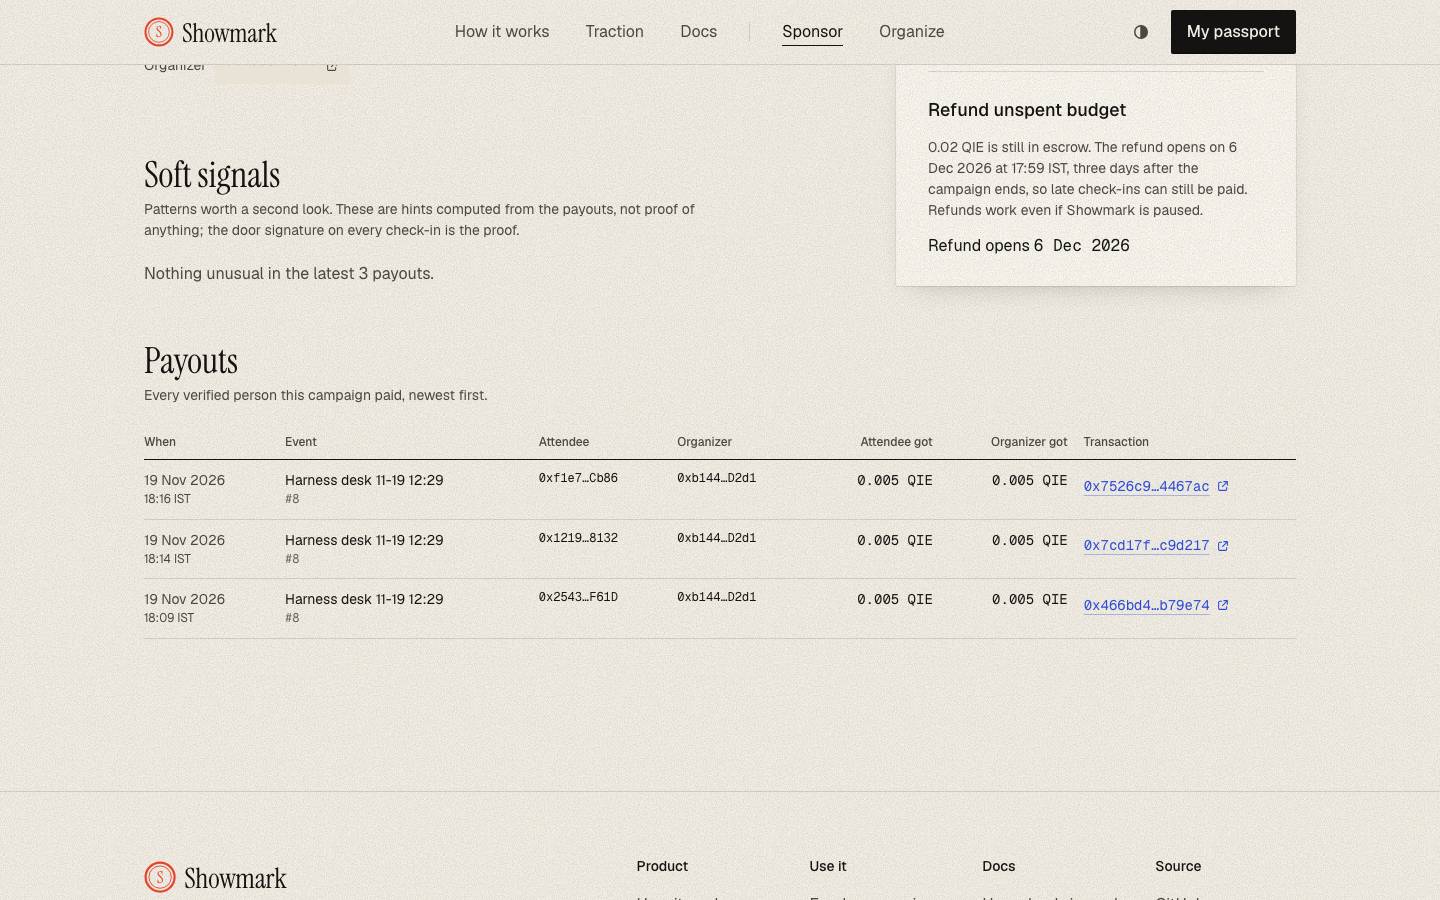 Showmark
How it works
Traction
Docs
Sponsor
Organize
My passport
Organizer
Refund unspent budget
0.02 QIE is still in escrow. The refund opens on 6
Dec 2026 at 17:59 IST, three days after the
campaign ends, so late check-ins can still be paid.
Refunds work even if Showmark is paused.
Refund opens 6 Dec 2026
Soft signals
Patterns worth a second look. These are hints computed from the payouts, not proof of
anything; the door signature on every check-in is the proof.
Nothing unusual in the latest 3 payouts.
Payouts
Every verified person this campaign paid, newest first.
When Event Attendee Organizer Attendee got Organizer got Transaction
19 Nov 2026 Harness desk 11-19 12:29 0xf1e7…Cb86 0xb144…D2d1 0.005 QIE 0.005 QIE 0x7526c9…4467ac
18:16 IST #8
19 Nov 2026 Harness desk 11-19 12:29 0x1219…8132 0xb144…D2d1 0.005 QIE 0.005 QIE 0x7cd17f…c9d217
18:14 IST #8
19 Nov 2026 Harness desk 11-19 12:29 0x2543…F61D 0xb144…D2d1 0.005 QIE 0.005 QIE 0x466bd4…b79e74
18:09 IST #8
Showmark
Product
Use it
Docs
Source